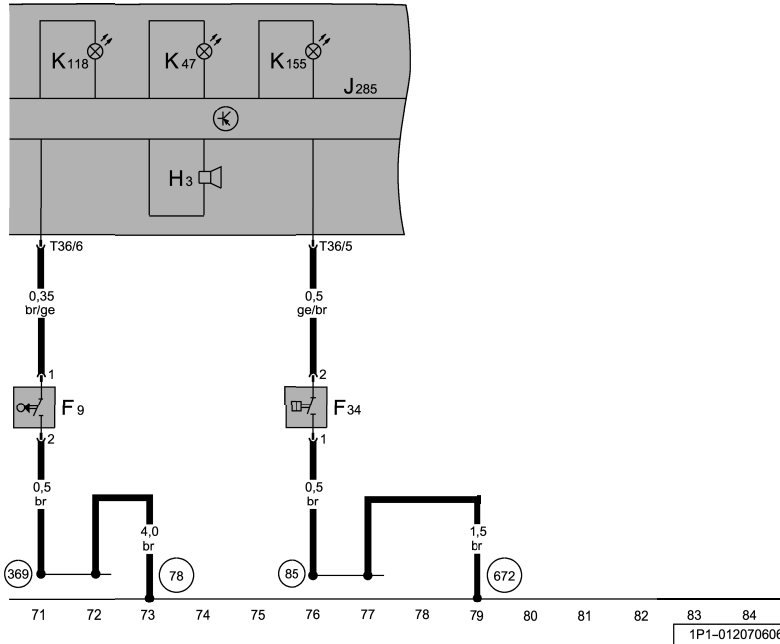 K118 K47 K155
J285
H3
T36/6 T36/5
0,35 0,5
br/ge ge/br
1 2
F9 F34
2 1
0,5 0,5
br br
4,0 1,5
br br
369 78 85 672
71 72 73 74 75 76 77 78 79 80 81 82 83 84
1P1-012070606